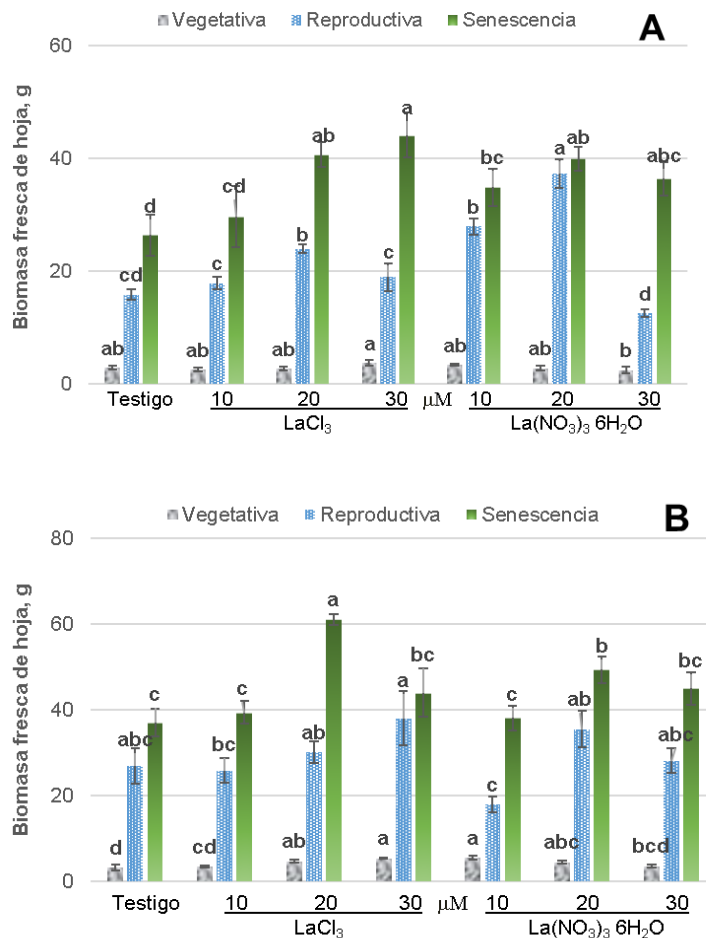 Vegetativa Reproductiva Senescencia
A
Biomasa fresca de hoja, g
60
40
20
0
d cd ab a bc ab abc
cd c b c b a d
ab ab ab a ab ab b
Testigo 10 20 30 µM 10 20 30
LaCl₃ La(NO₃)₃ 6H₂O
Vegetativa Reproductiva Senescencia
B
Biomasa fresca de hoja, g
80
60
40
20
0
c c a bc c b bc
abc bc ab a c ab abc
d cd ab a a abc bcd
Testigo 10 20 30 µM 10 20 30
LaCl₃ La(NO₃)₃ 6H₂O